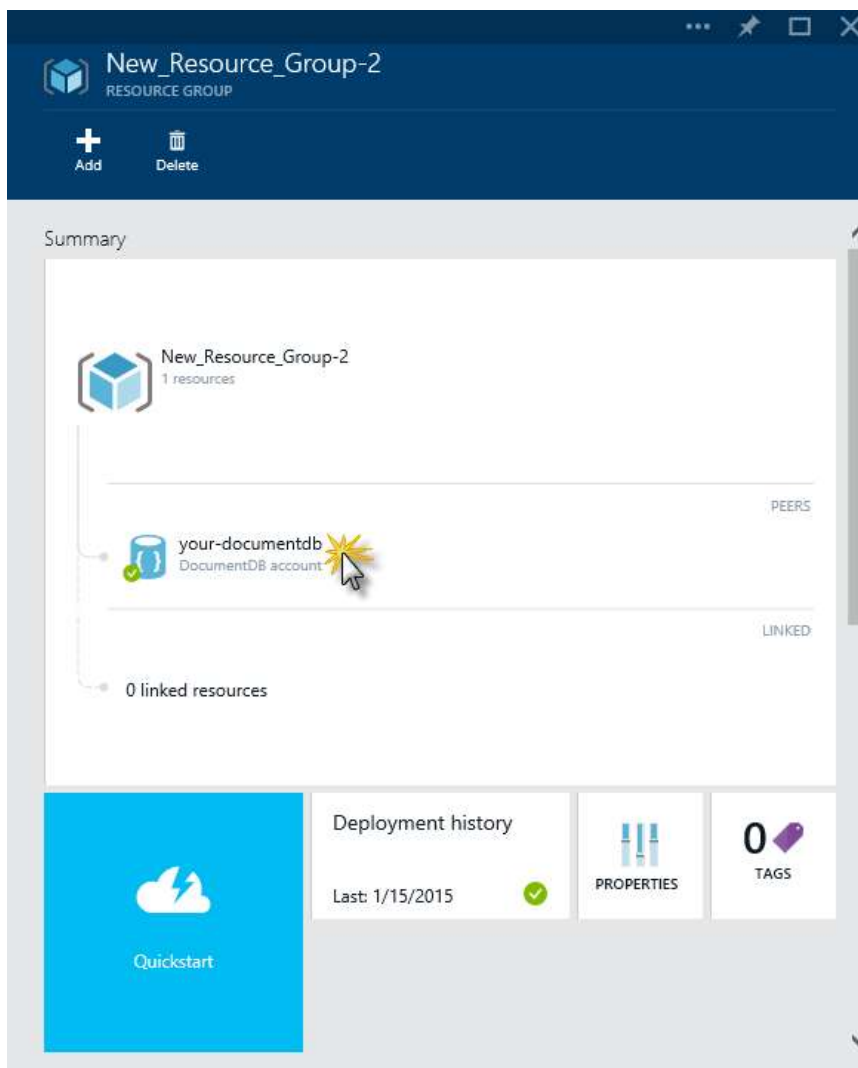 New_Resource_Group-2
RESOURCE GROUP
Add Delete
Summary
New_Resource_Group-2
1 resources
PEERS
your-documentdb
DocumentDB account
LINKED
0 linked resources
Quickstart
Deployment history
Last: 1/15/2015
PROPERTIES
0
TAGS